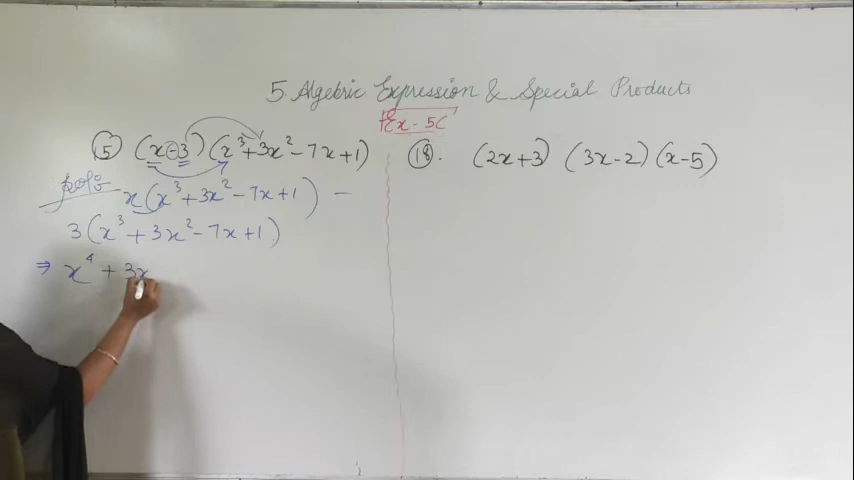 5 Algebric Expression & Special Products
Ex - 5C
15 (x-3)(x³+3x²-7x+1)
x(x³+3x²-7x+1) -
3(x³+3x²-7x+1)
⇒ x⁴ + 3x
18. (2x+3) (3x-2) (x-5)